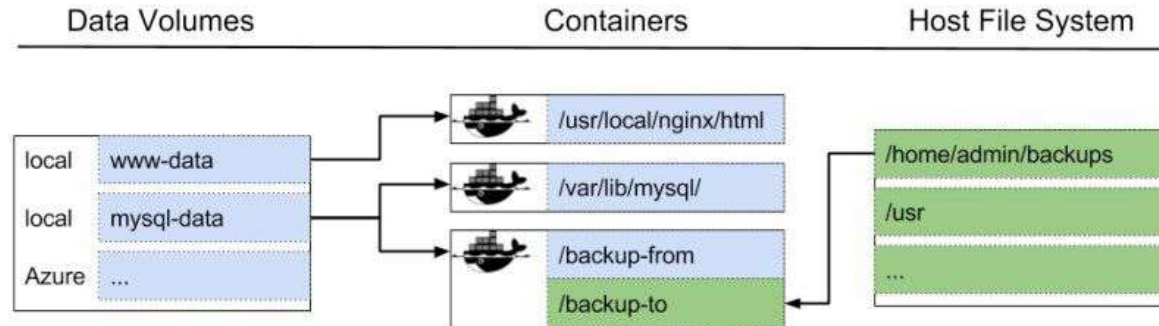 Data Volumes
Containers
Host File System
local www-data
local mysql-data
Azure ...
/usr/local/nginx/html
/var/lib/mysql/
/backup-from
/backup-to
/home/admin/backups
/usr
...